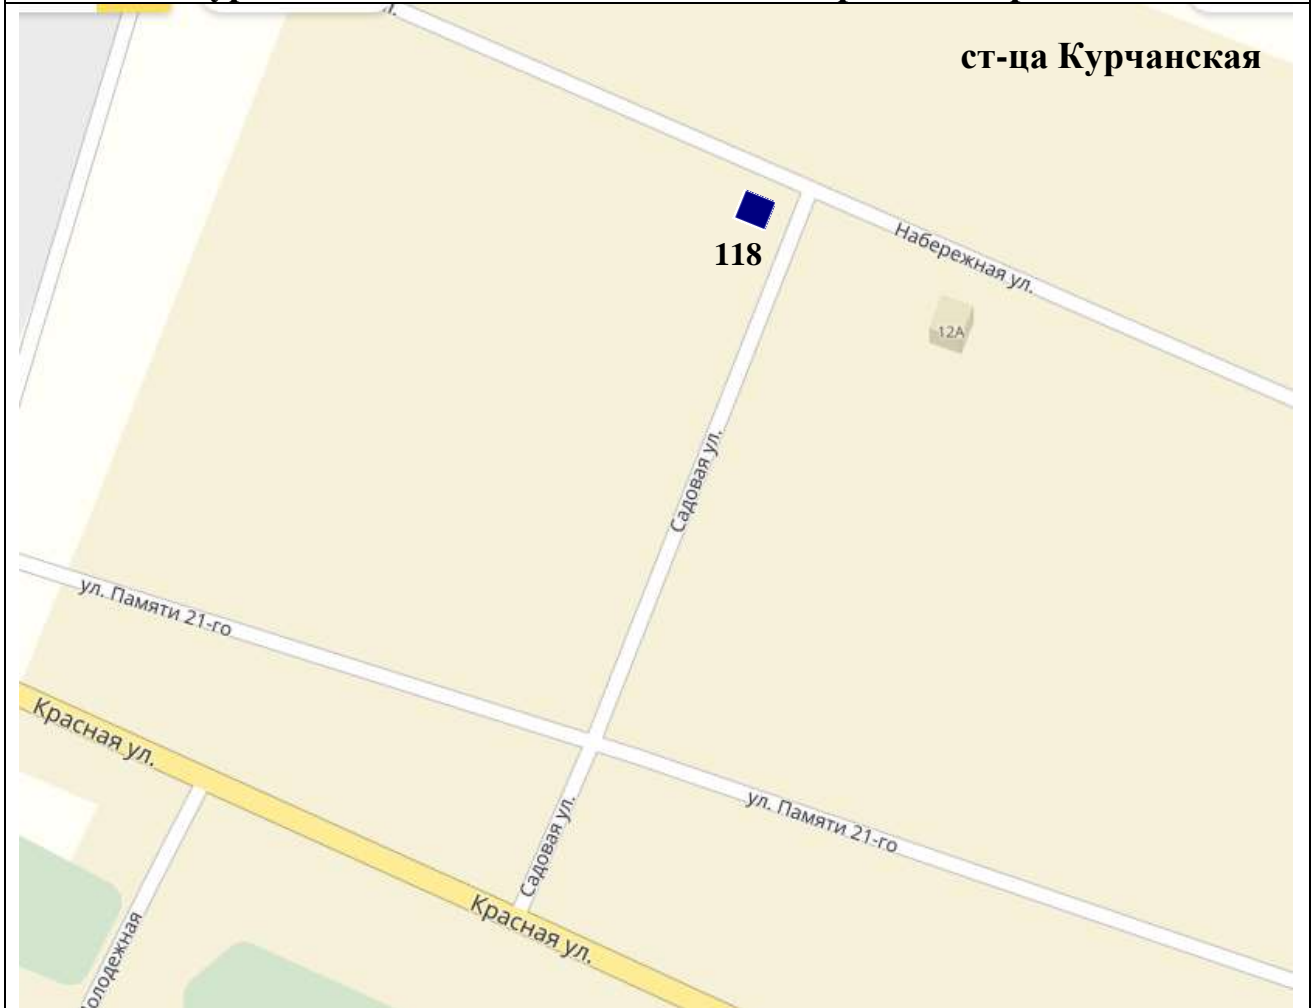 ст-ца Курчанская
Набережная ул.
118
12А
Садовая ул.
ул. Памяти 21-го
Красная ул.
ул. Памяти 21-го
Садовая ул.
Красная ул.